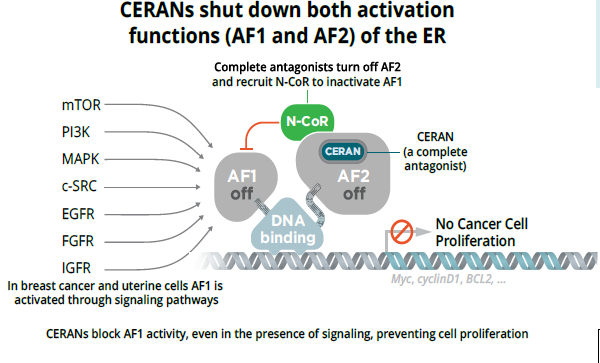 CERANs shut down both activation
functions (AF1 and AF2) of the ER
Complete antagonists turn off AF2
and recruit N-CoR to inactivate AF1
mTOR
PI3K
MAPK
c-SRC
EGFR
FGFR
IGFR
N-CoR
AF1
off
CERAN
AF2
off
CERAN
(a complete
antagonist)
DNA
binding
No Cancer Cell
Proliferation
Myc, cyclinD1, BCL2, ...
In breast cancer and uterine cells AF1 is
activated through signaling pathways
CERANs block AF1 activity, even in the presence of signaling, preventing cell proliferation